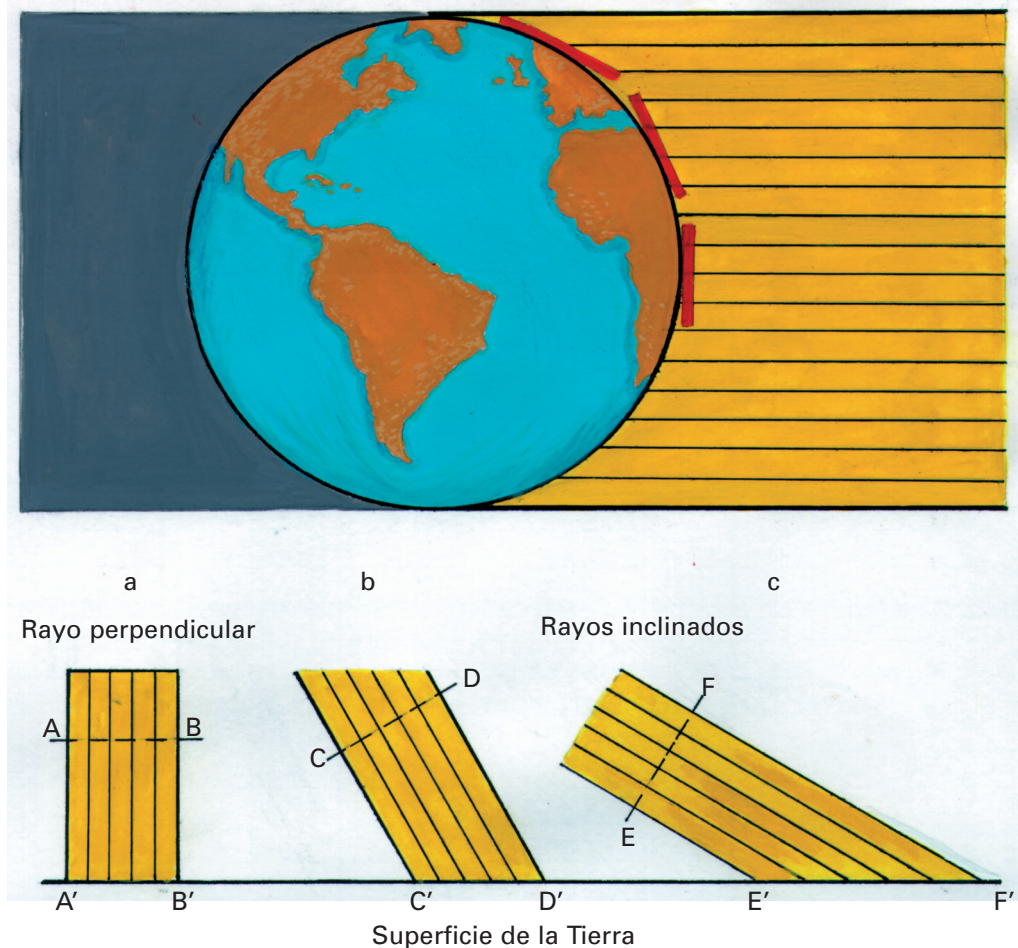 a b c
Rayo perpendicular Rayos inclinados
D
F
A B
C
E
A' B' C' D' E' F'
Superficie de la Tierra